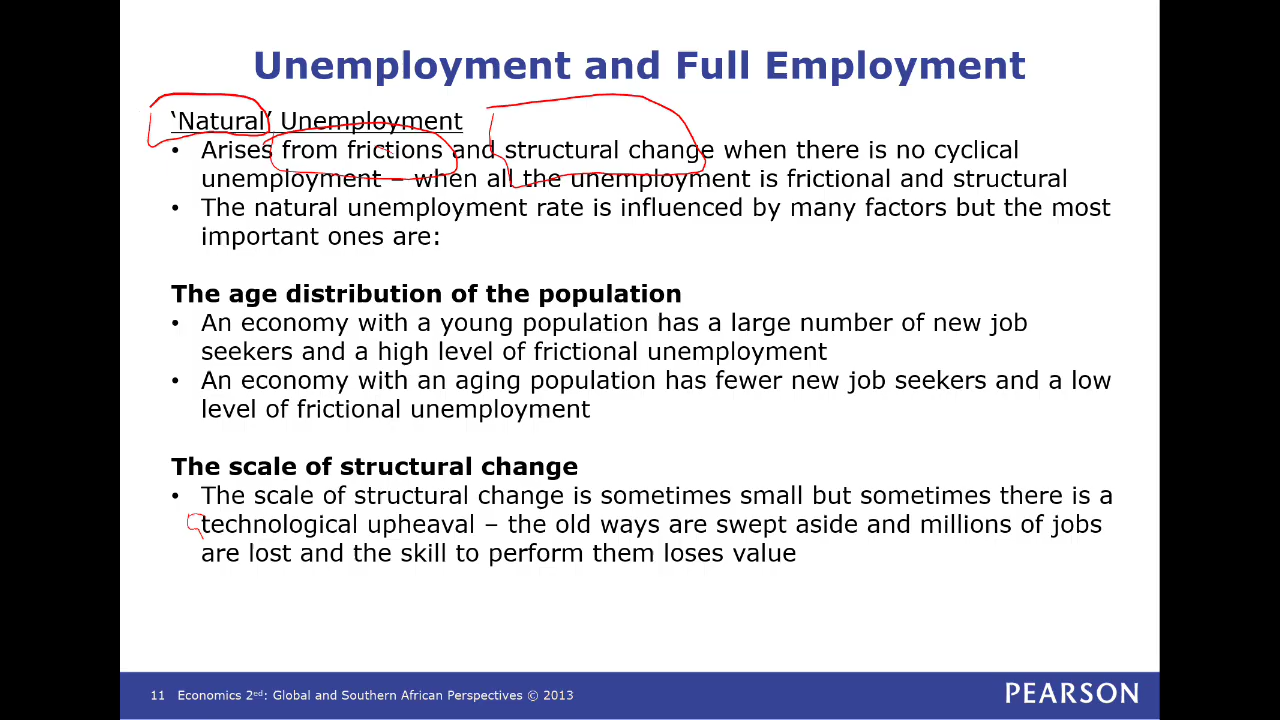 Unemployment and Full Employment
‘Natural’ Unemployment
• Arises from frictions and structural change when there is no cyclical
unemployment – when all the unemployment is frictional and structural
• The natural unemployment rate is influenced by many factors but the most
important ones are:
The age distribution of the population
• An economy with a young population has a large number of new job
seekers and a high level of frictional unemployment
• An economy with an aging population has fewer new job seekers and a low
level of frictional unemployment
The scale of structural change
• The scale of structural change is sometimes small but sometimes there is a
technological upheaval – the old ways are swept aside and millions of jobs
are lost and the skill to perform them loses value
11 Economics 2ed: Global and Southern African Perspectives © 2013
PEARSON